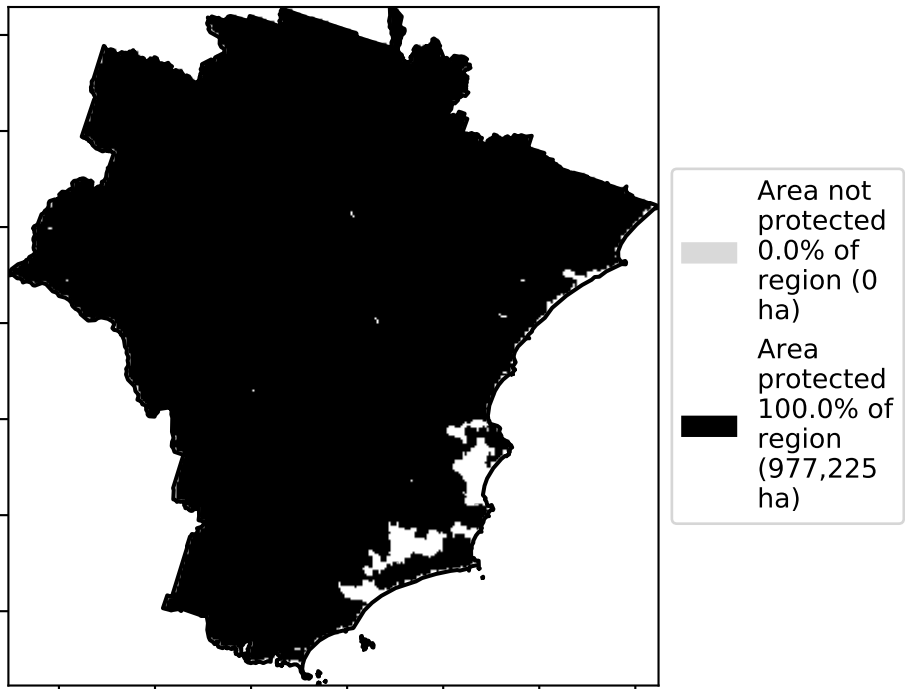 Area not
protected
0.0% of
region (0
ha)
Area
protected
100.0% of
region
(977,225
ha)